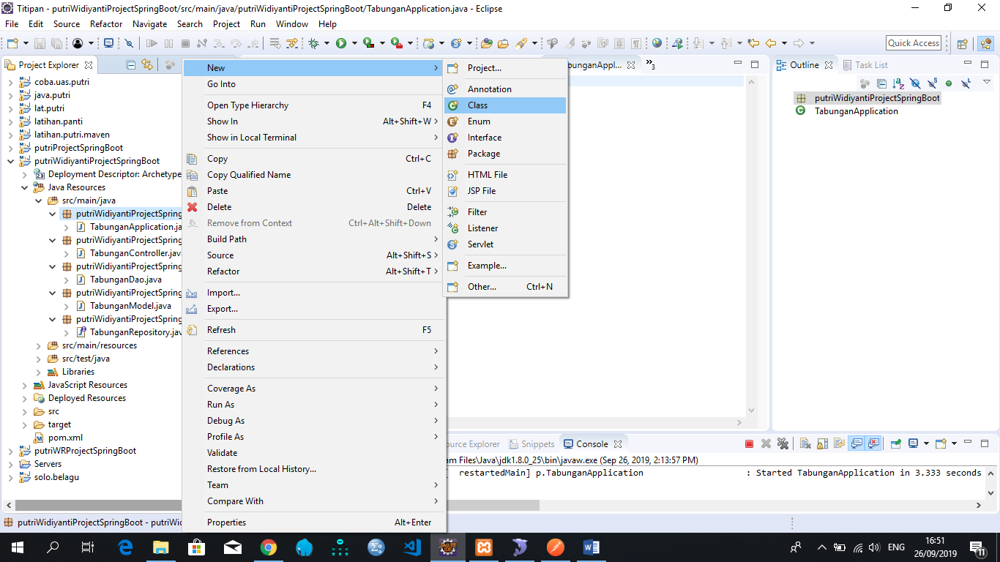 Titipan - putriWidiyantiProjectSpringBoot/src/main/java/putriWidiyantiProjectSpringBoot/TabunganApplication.java - Eclipse
File Edit Source Refactor Navigate Search Project Run Window Help
Quick Access
Project Explorer
coba.uas.putri
java.putri
lat.putri
latihan.panti
latihan.putri.maven
putriProjectSpringBoot
putriWidiyantiProjectSpringBoot
Deployment Descriptor: Archetype
Java Resources
src/main/java
putriWidiyantiProjectSpring
TabunganApplication.ja
putriWidiyantiProjectSpring
TabunganController.java
putriWidiyantiProjectSpring
TabunganDao.java
putriWidiyantiProjectSpring
TabunganModel.java
putriWidiyantiProjectSpring
TabunganRepository.jav
src/main/resources
src/test/java
Libraries
JavaScript Resources
Deployed Resources
src
target
pom.xml
putriWRProjectSpringBoot
Servers
solo.belagu
New
Go Into
Open Type Hierarchy F4
Show In Alt+Shift+W
Show in Local Terminal
Copy Ctrl+C
Copy Qualified Name
Paste Ctrl+V
Delete Delete
Remove from Context Ctrl+Alt+Shift+Down
Build Path
Source Alt+Shift+S
Refactor Alt+Shift+T
Import...
Export...
Refresh F5
References
Declarations
Coverage As
Run As
Debug As
Profile As
Validate
Restore from Local History...
Team
Compare With
Properties Alt+Enter
Project...
Annotation
Class
Enum
Interface
Package
HTML File
JSP File
Filter
Listener
Servlet
Example...
Other... Ctrl+N
bunganAppl...
3
Outline Task List
putriWidiyantiProjectSpringBoot
TabunganApplication
ource Explorer Snippets Console
am Files\Java\jdk1.8.0_25\bin\javaw.exe (Sep 26, 2019, 2:13:57 PM)
[ restartedMain] p.TabunganApplication : Started TabunganApplication in 3.333 seconds
putriWidiyantiProjectSpringBoot - putriWi
ENG
16:51
26/09/2019
11